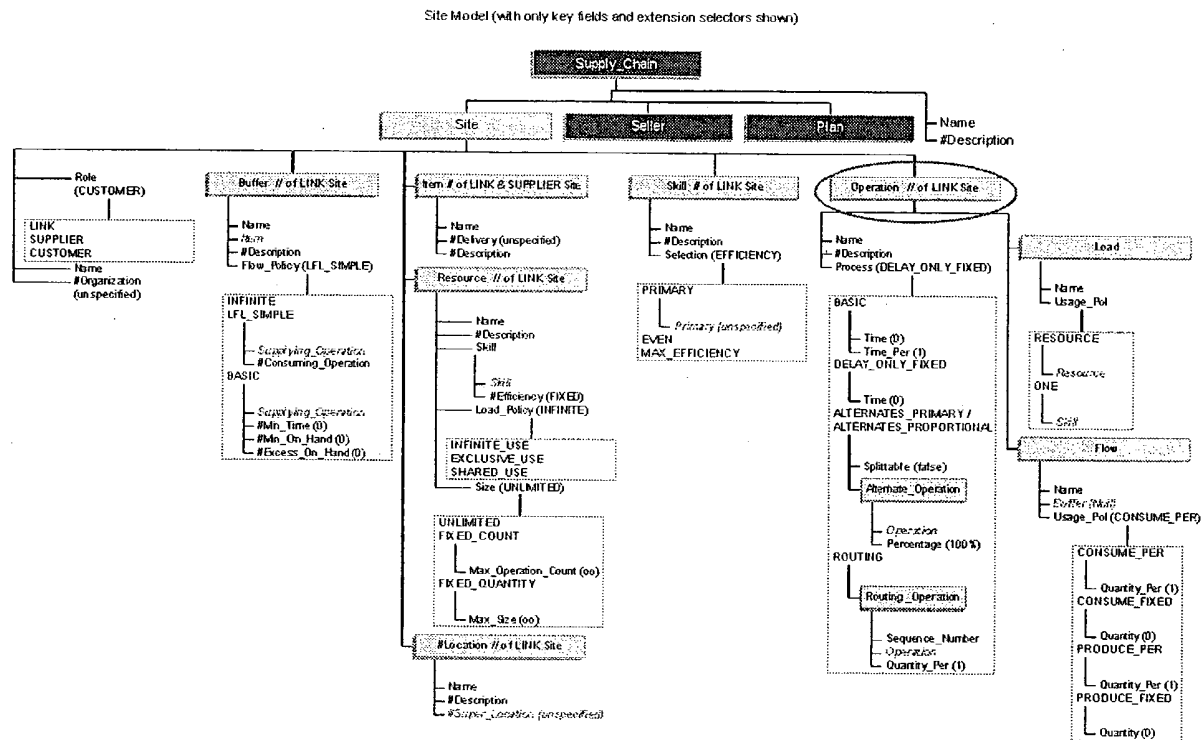 Site Model (with only key fields and extension selectors shown)
Supply_Chain
Site
Seller
Plan
Name
#Description
Role
(CUSTOMER)
LINK
SUPPLIER
CUSTOMER
Name
#Organization
(unspecified)
Buffer // of LINK Site
Name
Item
#Description
Flow_Policy (LFL_SIMPLE)
INFINITE
LFL_SIMPLE
Supplying_Operation
#Consuming_Operation
BASIC
Supplying_Operation
#Min_Time (0)
#Min_On_Hand (0)
#Excess_On_Hand (0)
Item # of LINK & SUPPLIER Site
Name
#Delivery (unspecified)
#Description
Resource // of LINK Site
Name
#Description
Skill
Skill
#Efficiency (FIXED)
Load_Policy (INFINITE)
INFINITE_USE
EXCLUSIVE_USE
SHARED_USE
Size (UNLIMITED)
UNLIMITED
FIXED_COUNT
Max_Operation_Count (oo)
FIXED_QUANTITY
Max_Size (oo)
#Location // of LINK Site
Name
#Description
#Super_Location (unspecified)
Skill // of LINK Site
Name
#Description
Selection (EFFICIENCY)
PRIMARY
Primary (unspecified)
EVEN
MAX_EFFICIENCY
Operation // of LINK Site
Name
#Description
Process (DELAY_ONLY_FIXED)
BASIC
Time (0)
Time_Per (1)
DELAY_ONLY_FIXED
Time (0)
ALTERNATES_PRIMARY /
ALTERNATES_PROPORTIONAL
Splittable (false)
Alternate_Operation
Operation
Percentage (100%)
ROUTING
Routing_Operation
Sequence_Number
Operation
Quantity_Per (1)
Load
Name
Usage_Pol
RESOURCE
Resource
ONE
Skill
Flow
Name
Buffer (Null)
Usage_Pol (CONSUME_PER)
CONSUME_PER
Quantity_Per (1)
CONSUME_FIXED
Quantity (0)
PRODUCE_PER
Quantity_Per (1)
PRODUCE_FIXED
Quantity (0)